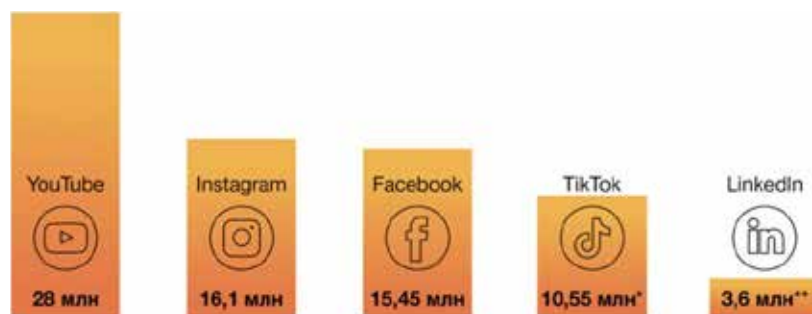 YouTube
Instagram
Facebook
TikTok
LinkedIn
in
28 млн
16,1 млн
15,45 млн
10,55 млн*
3,6 млн**